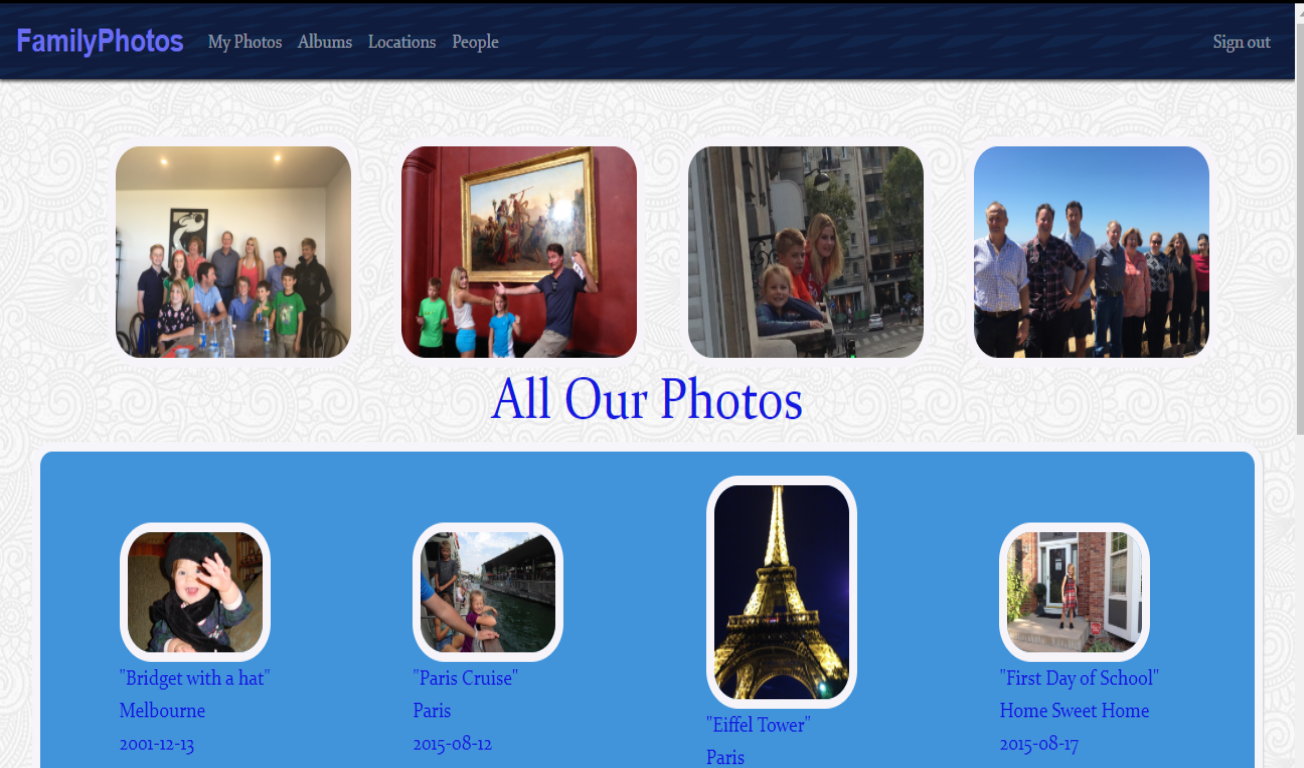 FamilyPhotos My Photos Albums Locations People Sign out
All Our Photos
"Bridget with a hat"
Melbourne
2001-12-13
"Paris Cruise"
Paris
2015-08-12
"Eiffel Tower"
Paris
"First Day of School"
Home Sweet Home
2015-08-17